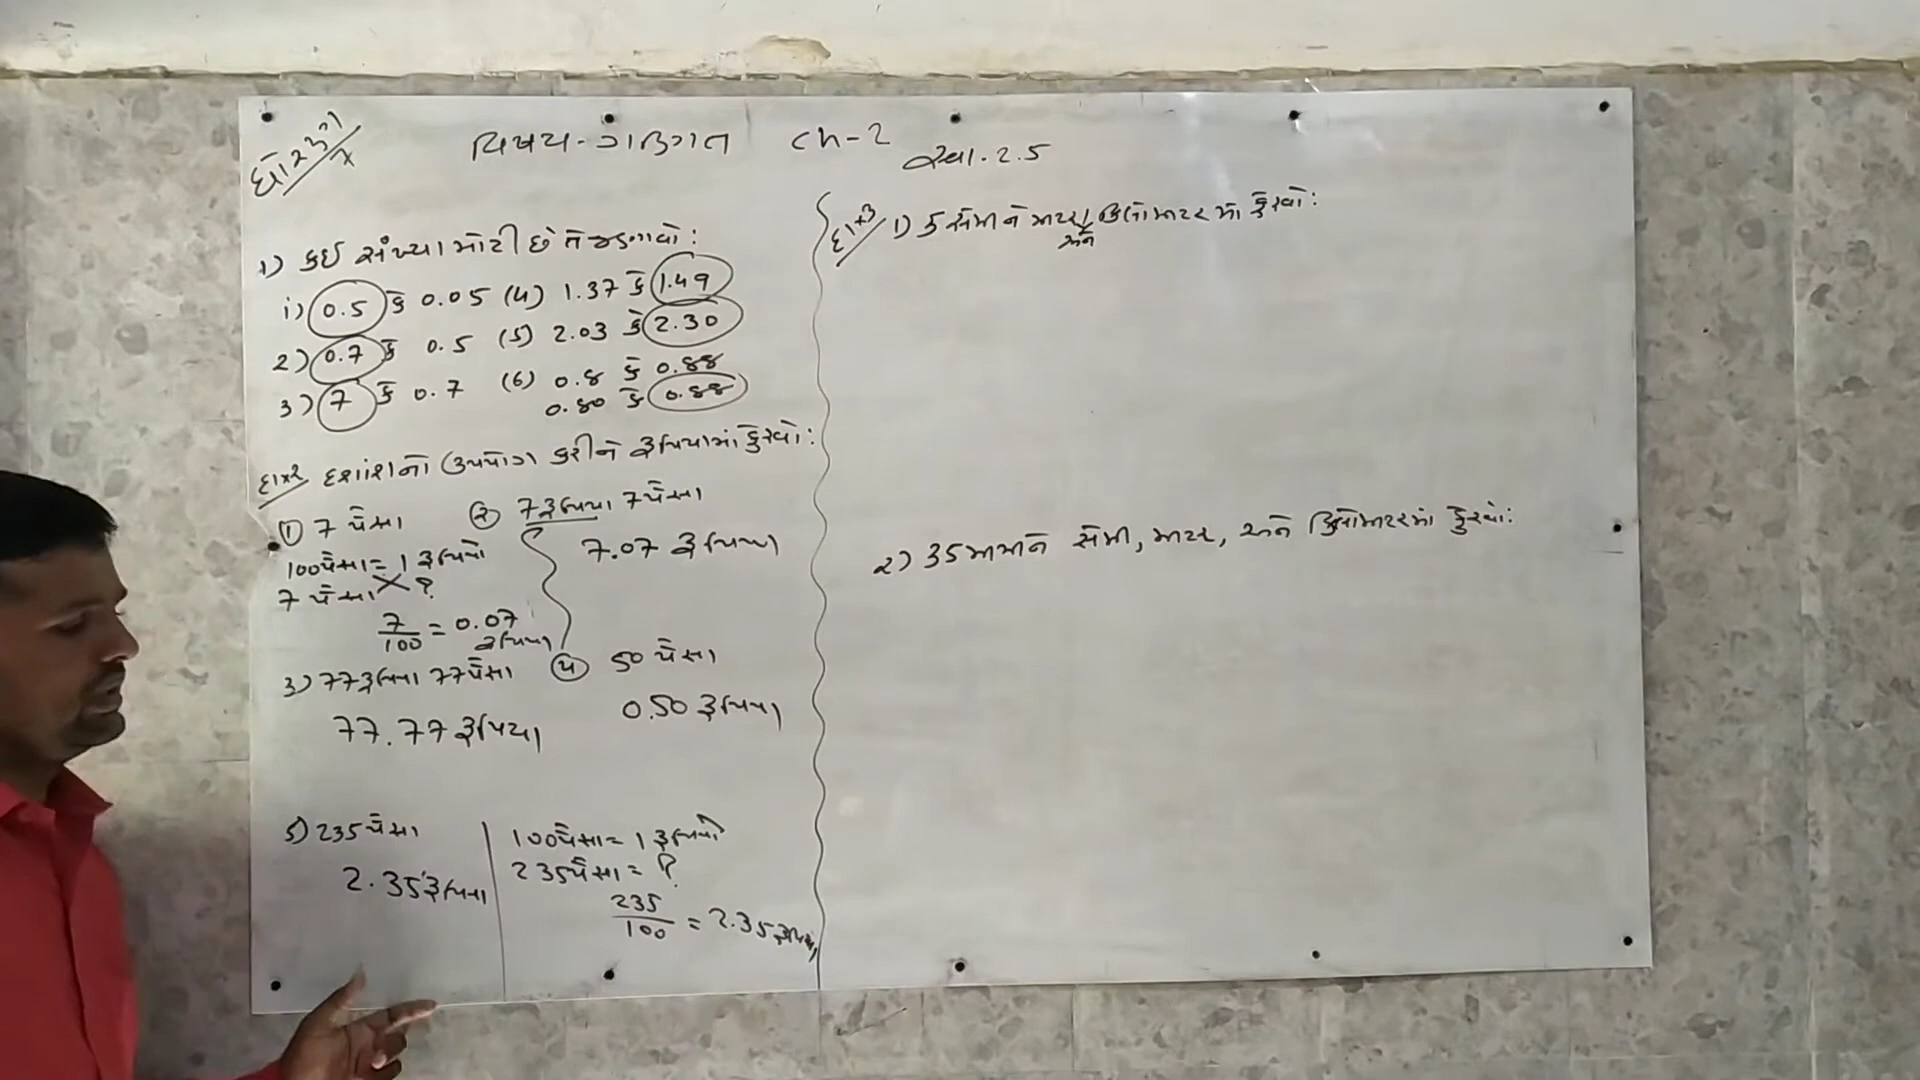 ધોરણ
7
વિષય-ગણિત ch-2
સ્વા. 2.5
1) કઈ સંખ્યા મોટી છે તે જણાવો:
i) 0.5 કે 0.05 (4) 1.37 કે 1.49
2) 0.7 કે 0.5 (5) 2.03 કે 2.30
3) 7 કે 0.7 (6) 0.8 કે 0.88
0.80 કે 0.88
દા×2 દશાંશનો ઉપયોગ કરીને રૂપિયામાં ફેરવો:
① 7 પૈસા ② 7 રૂપિયા 7 પૈસા
100 પૈસા = 1 રૂપિયો 7.07 રૂપિયા
7 પૈસા ?
7/100 = 0.07
રૂપિયા
3) 77 રૂપિયા 77 પૈસા ④ 50 પૈસા
77.77 રૂપિયા 0.50 રૂપિયા
5) 235 પૈસા 100 પૈસા = 1 રૂપિયો
2.35 રૂપિયા 235 પૈસા = ?
235/100 = 2.35 રૂપિયા
દા×3 1) 5 સેમીને મીટર કિલોમીટરમાં ફેરવો:
અને
2) 35 મીમીને સેમી, મીટર, અને કિલોમીટરમાં ફેરવો: